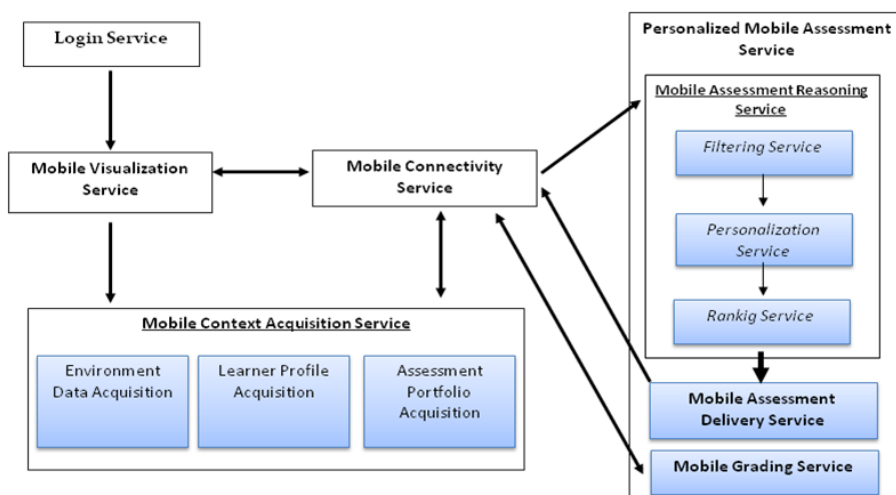 Login Service
Mobile Visualization
Service
Mobile Connectivity
Service
Mobile Context Acquisition Service
Environment
Data Acquisition
Learner Profile
Acquisition
Assessment
Portfolio
Acquisition
Personalized Mobile Assessment
Service
Mobile Assessment Reasoning
Service
Filtering Service
Personalization
Service
Rankig Service
Mobile Assessment
Delivery Service
Mobile Grading Service